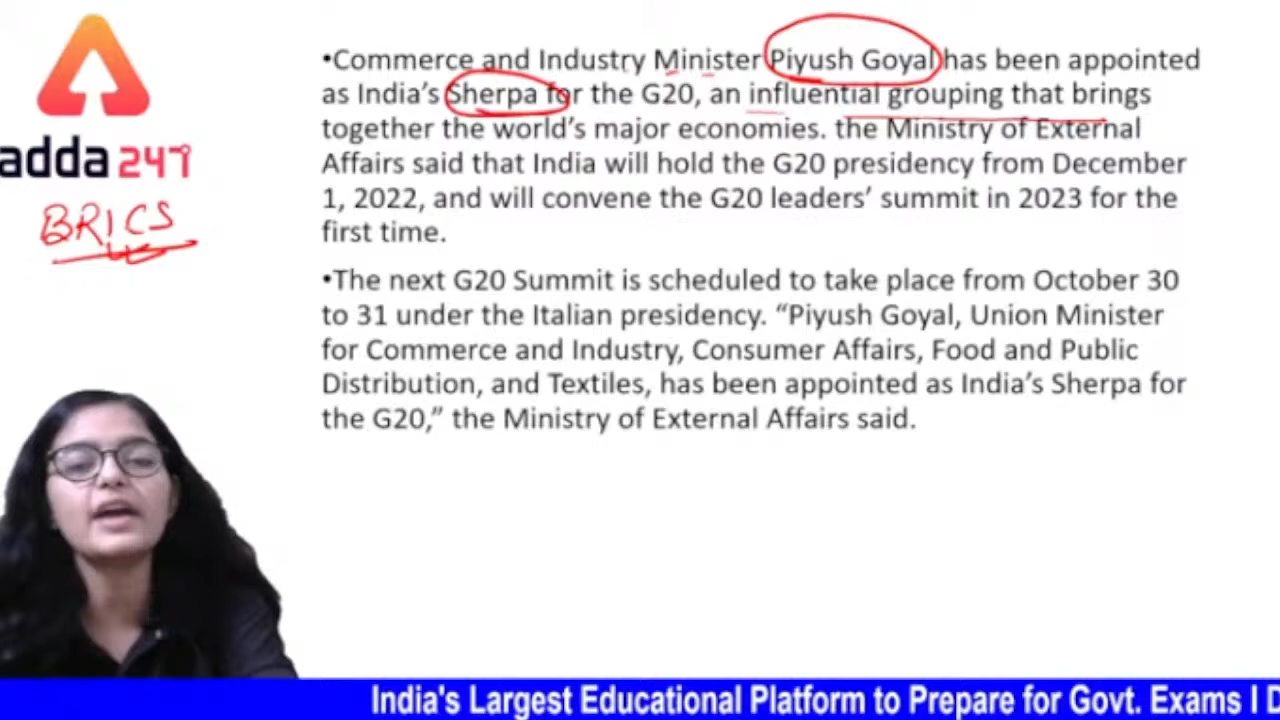 •Commerce and Industry Minister Piyush Goyal has been appointed
as India's Sherpa for the G20, an influential grouping that brings
together the world's major economies. the Ministry of External
Affairs said that India will hold the G20 presidency from December
1, 2022, and will convene the G20 leaders' summit in 2023 for the
first time.
•The next G20 Summit is scheduled to take place from October 30
to 31 under the Italian presidency. “Piyush Goyal, Union Minister
for Commerce and Industry, Consumer Affairs, Food and Public
Distribution, and Textiles, has been appointed as India's Sherpa for
the G20,” the Ministry of External Affairs said.
adda 247
BRICS
India's Largest Educational Platform to Prepare for Govt. Exams I D